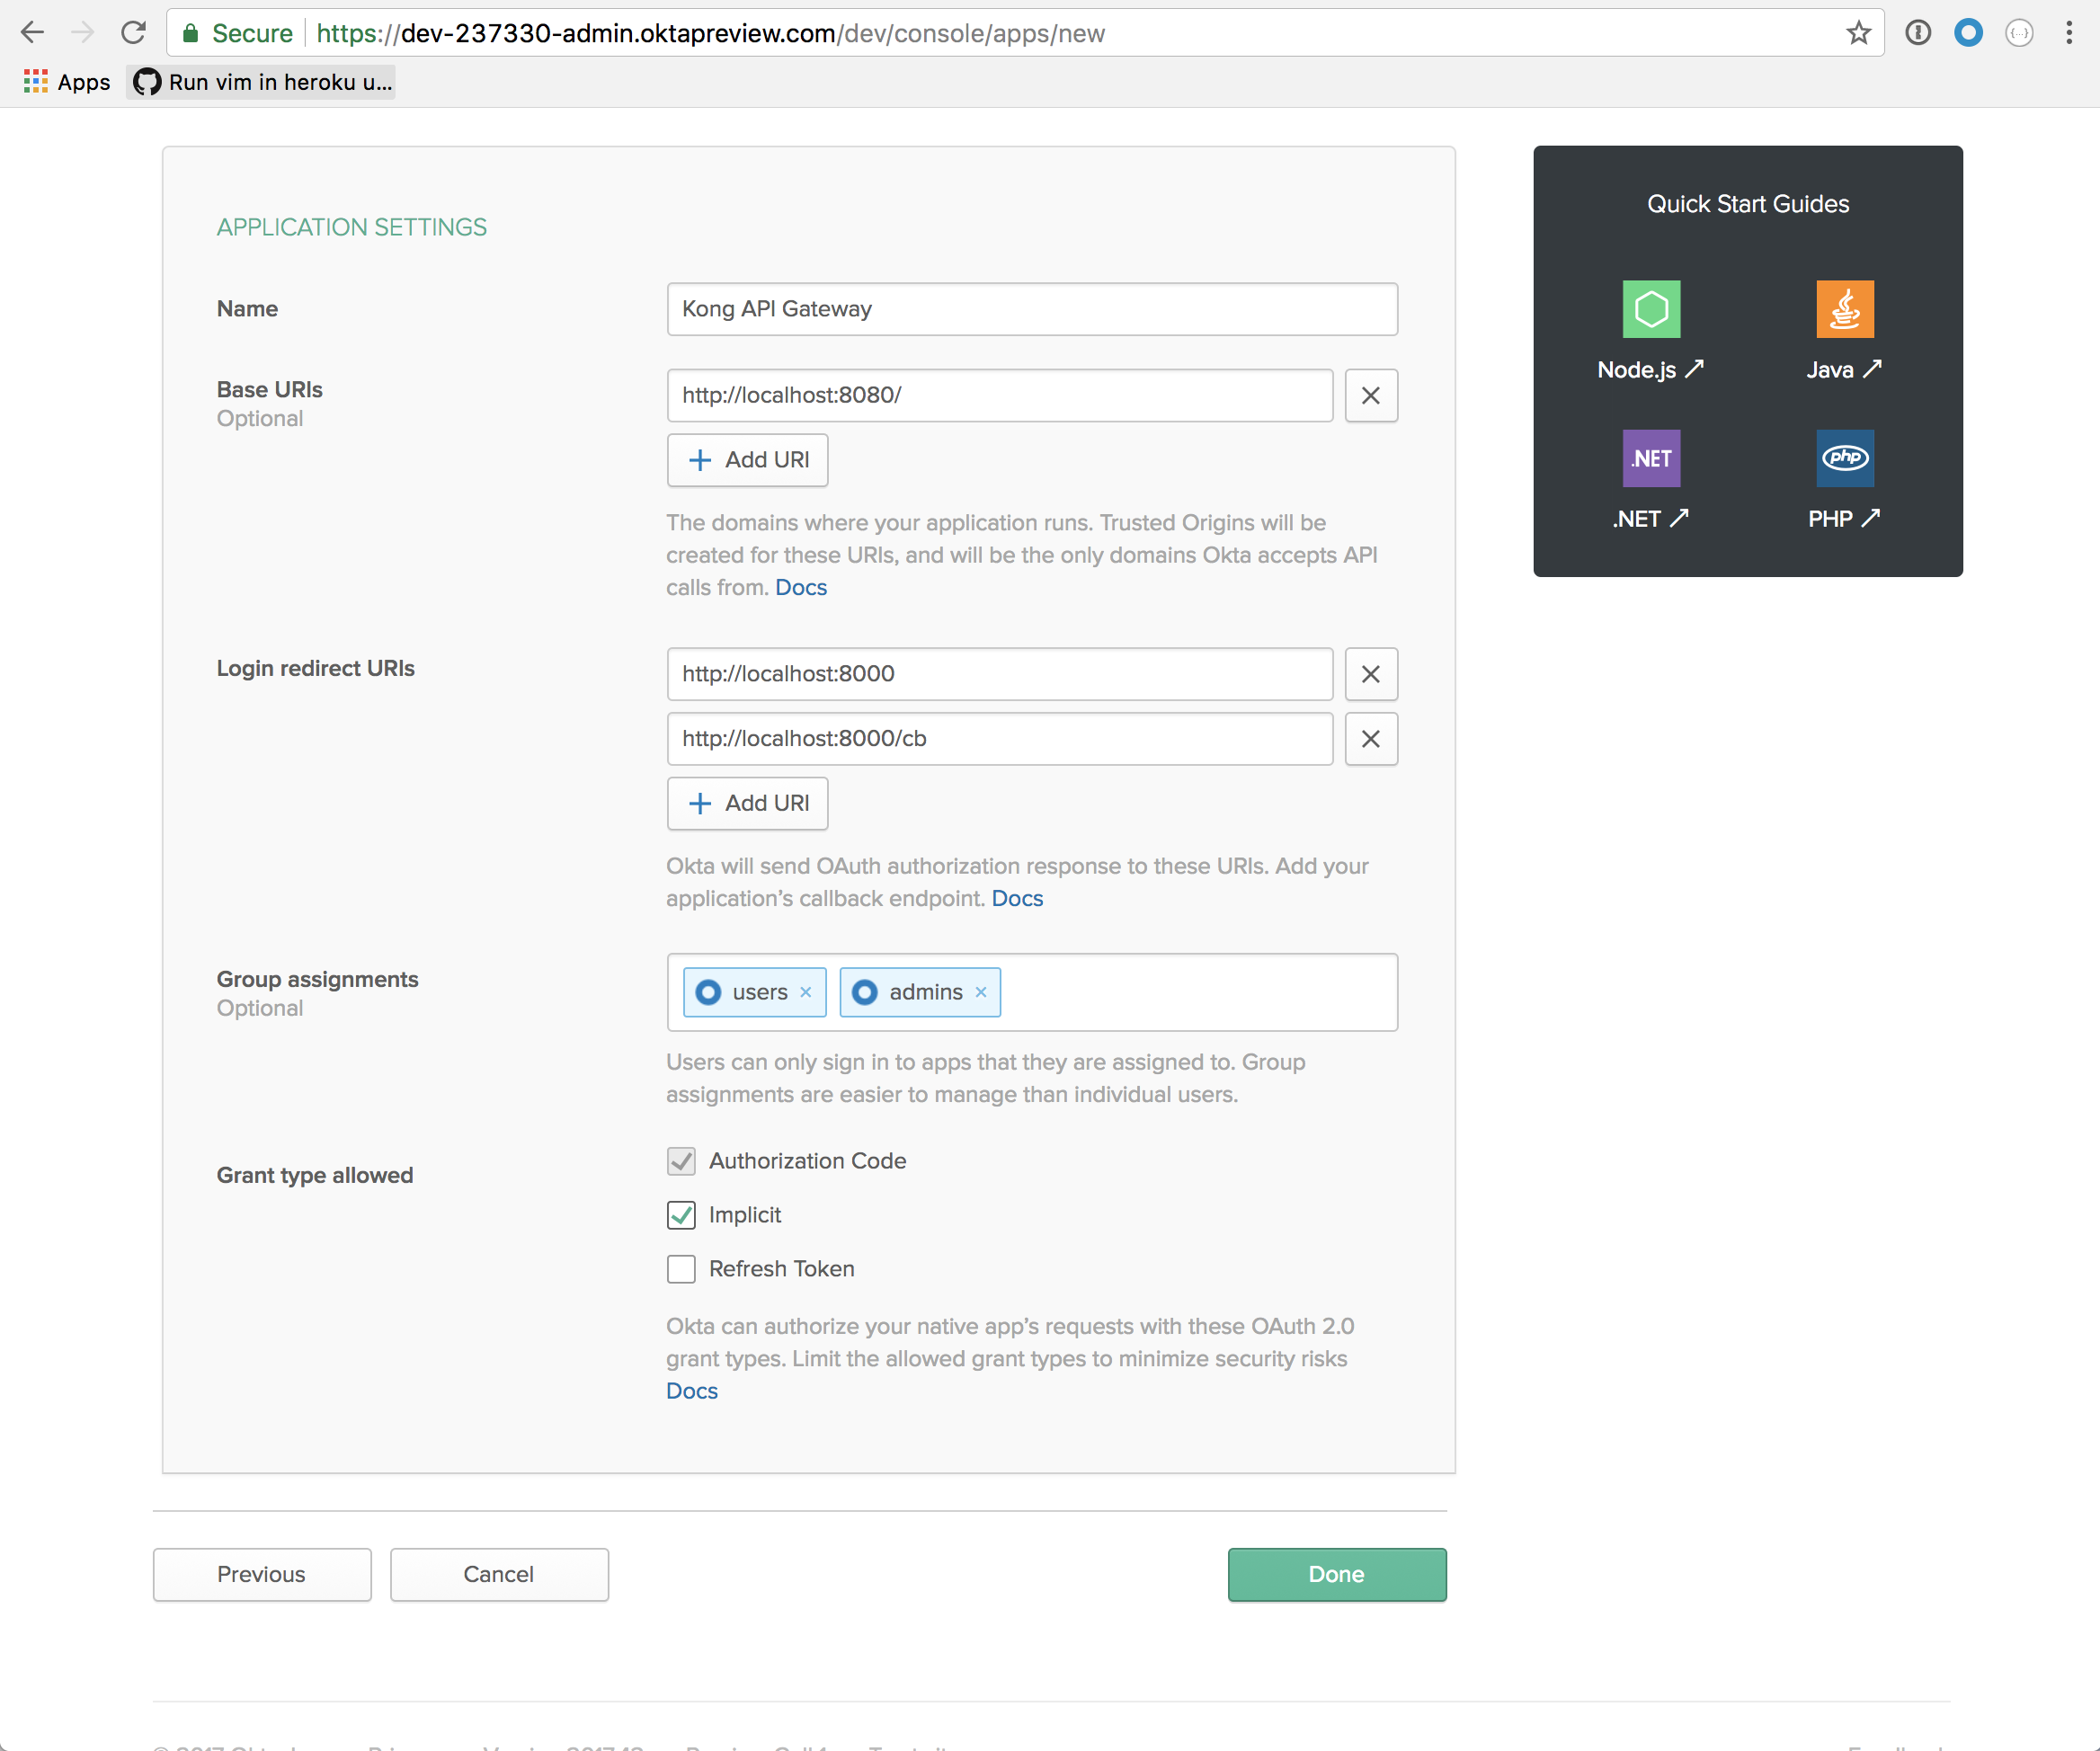 Secure https://dev-237330-admin.oktapreview.com/dev/console/apps/new
Apps Run vim in heroku u...
APPLICATION SETTINGS
Name
Kong API Gateway
Base URIs
Optional
http://localhost:8080/
Add URI
The domains where your application runs. Trusted Origins will be
created for these URIs, and will be the only domains Okta accepts API
calls from. Docs
Login redirect URIs
http://localhost:8000
http://localhost:8000/cb
Add URI
Okta will send OAuth authorization response to these URIs. Add your
application’s callback endpoint. Docs
Group assignments
Optional
users × admins ×
Users can only sign in to apps that they are assigned to. Group
assignments are easier to manage than individual users.
Grant type allowed
Authorization Code
Implicit
Refresh Token
Okta can authorize your native app’s requests with these OAuth 2.0
grant types. Limit the allowed grant types to minimize security risks
Docs
Previous
Cancel
Done
Quick Start Guides
Node.js ↗
Java ↗
.NET
php
.NET ↗
PHP ↗